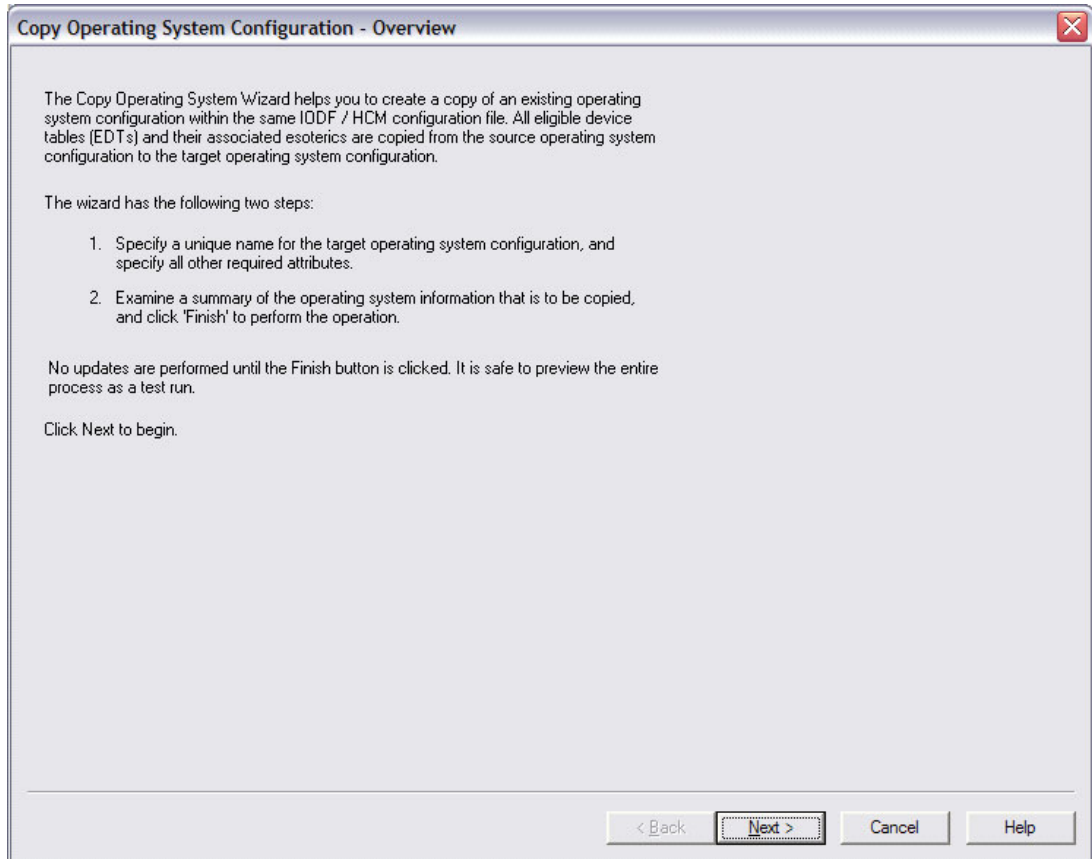 Copy Operating System Configuration - Overview
The Copy Operating System Wizard helps you to create a copy of an existing operating
system configuration within the same IODF / HCM configuration file. All eligible device
tables (EDTs) and their associated esoterics are copied from the source operating system
configuration to the target operating system configuration.
The wizard has the following two steps:
1. Specify a unique name for the target operating system configuration, and
specify all other required attributes.
2. Examine a summary of the operating system information that is to be copied,
and click 'Finish' to perform the operation.
No updates are performed until the Finish button is clicked. It is safe to preview the entire
process as a test run.
Click Next to begin.
< Back Next > Cancel Help